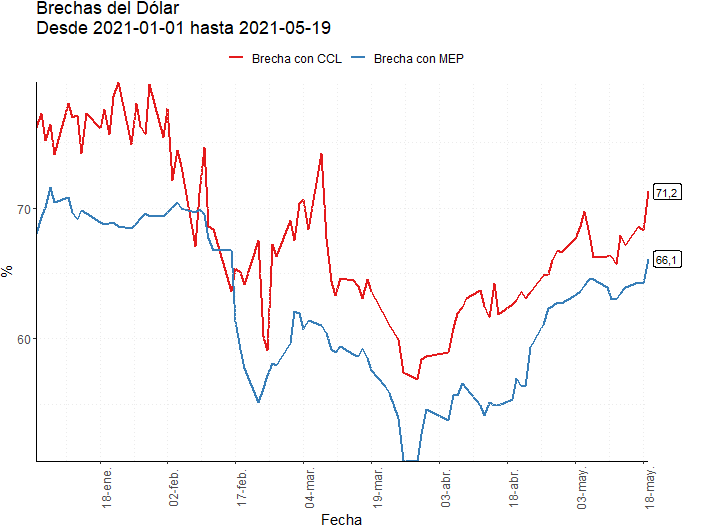 Brechas del Dólar
Desde 2021-01-01 hasta 2021-05-19
Brecha con CCL
Brecha con MEP
%
70
60
71,2
66,1
18-ene.
02-feb.
17-feb.
04-mar.
19-mar.
03-abr.
18-abr.
03-may.
18-may.
Fecha